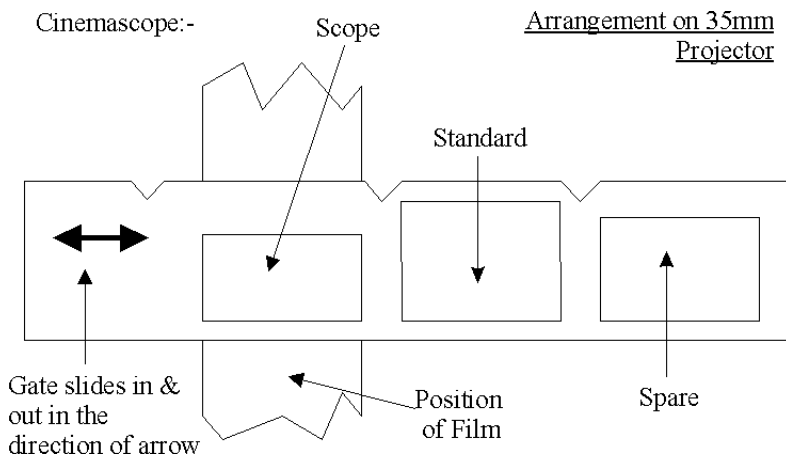 Cinemascope:-
Scope
Arrangement on 35mm
Projector
Standard
Gate slides in &
out in the
direction of arrow
Position
of Film
Spare